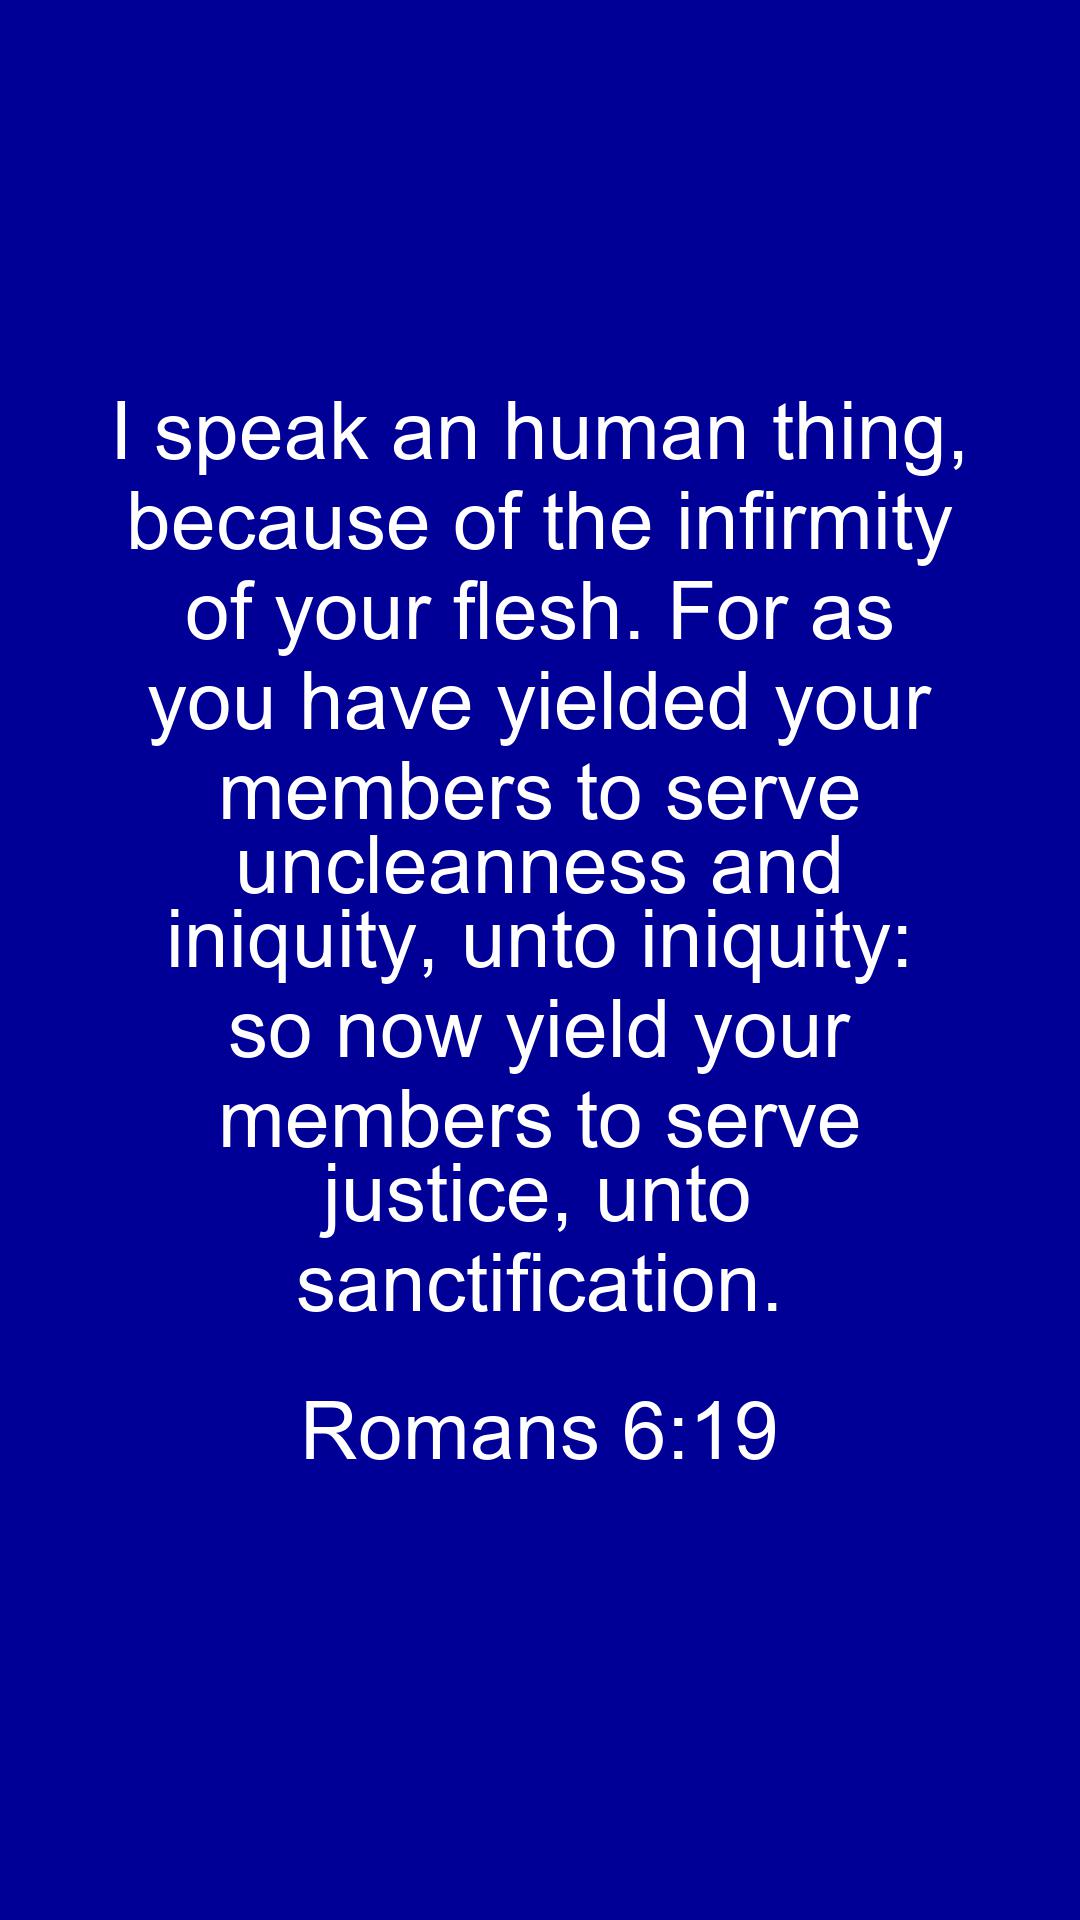 I speak an human thing,
because of the infirmity
of your flesh. For as
you have yielded your
members to serve
uncleanness and
iniquity, unto iniquity:
so now yield your
members to serve
justice, unto
sanctification.
Romans 6:19